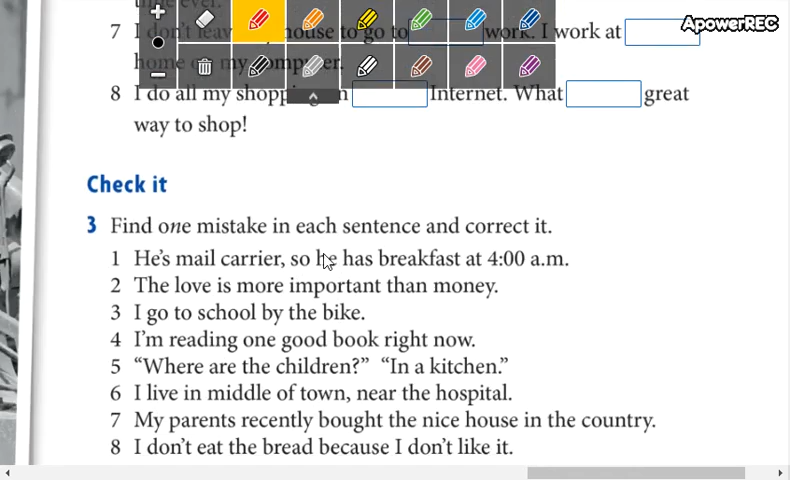 ApowerREC
7 I don't leave house to go to work. I work at
home my computer.
8 I do all my shopping Internet. What great
way to shop!
Check it
3 Find one mistake in each sentence and correct it.
1 He's mail carrier, so he has breakfast at 4:00 a.m.
2 The love is more important than money.
3 I go to school by the bike.
4 I'm reading one good book right now.
5 “Where are the children?” “In a kitchen.”
6 I live in middle of town, near the hospital.
7 My parents recently bought the nice house in the country.
8 I don't eat the bread because I don't like it.